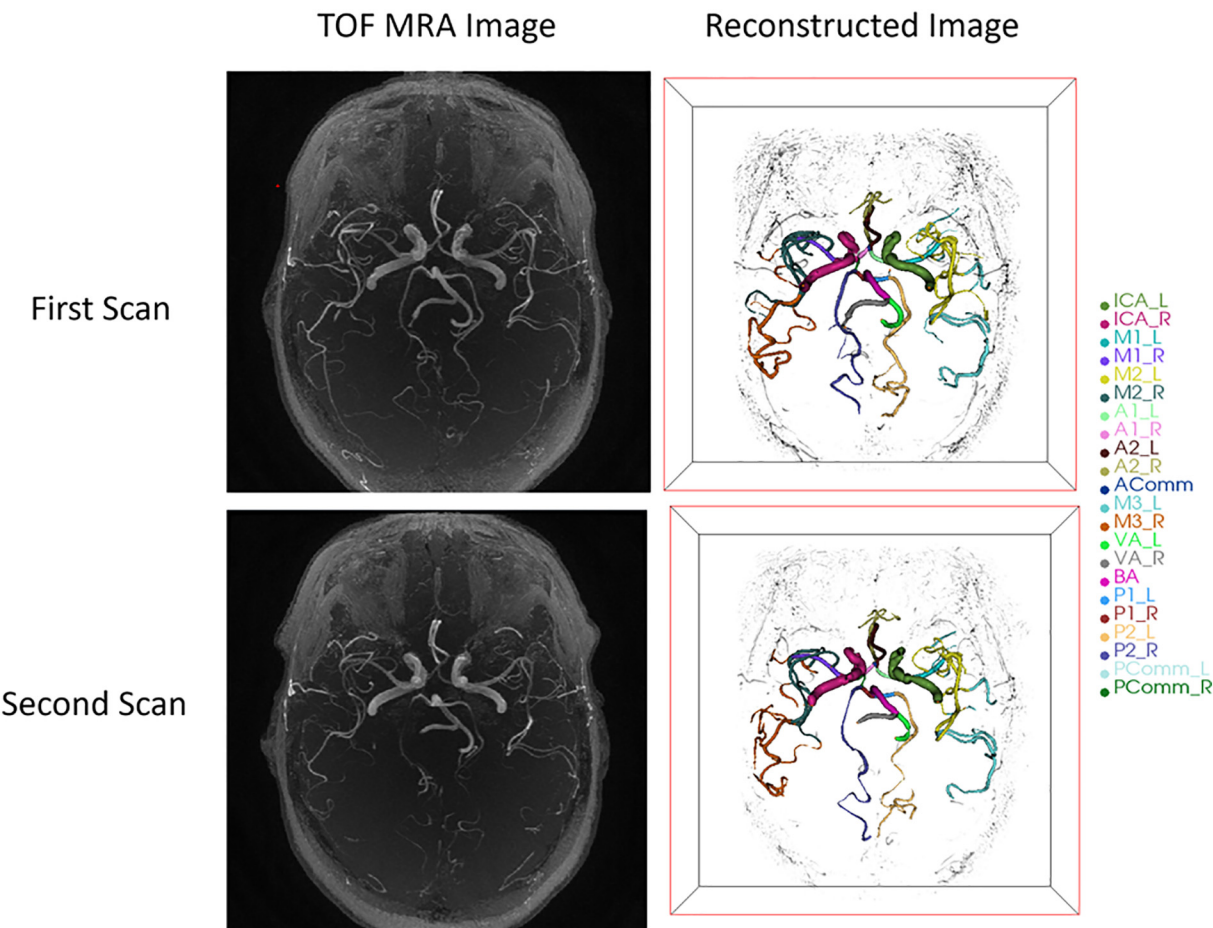 TOF MRA Image
Reconstructed Image
First Scan
Second Scan
ICA_L
ICA_R
M1_L
M1_R
M2_L
M2_R
A1_L
A1_R
A2_L
A2_R
AComm
M3_L
M3_R
VA_L
VA_R
BA
P1_L
P1_R
P2_L
P2_R
PComm_L
PComm_R